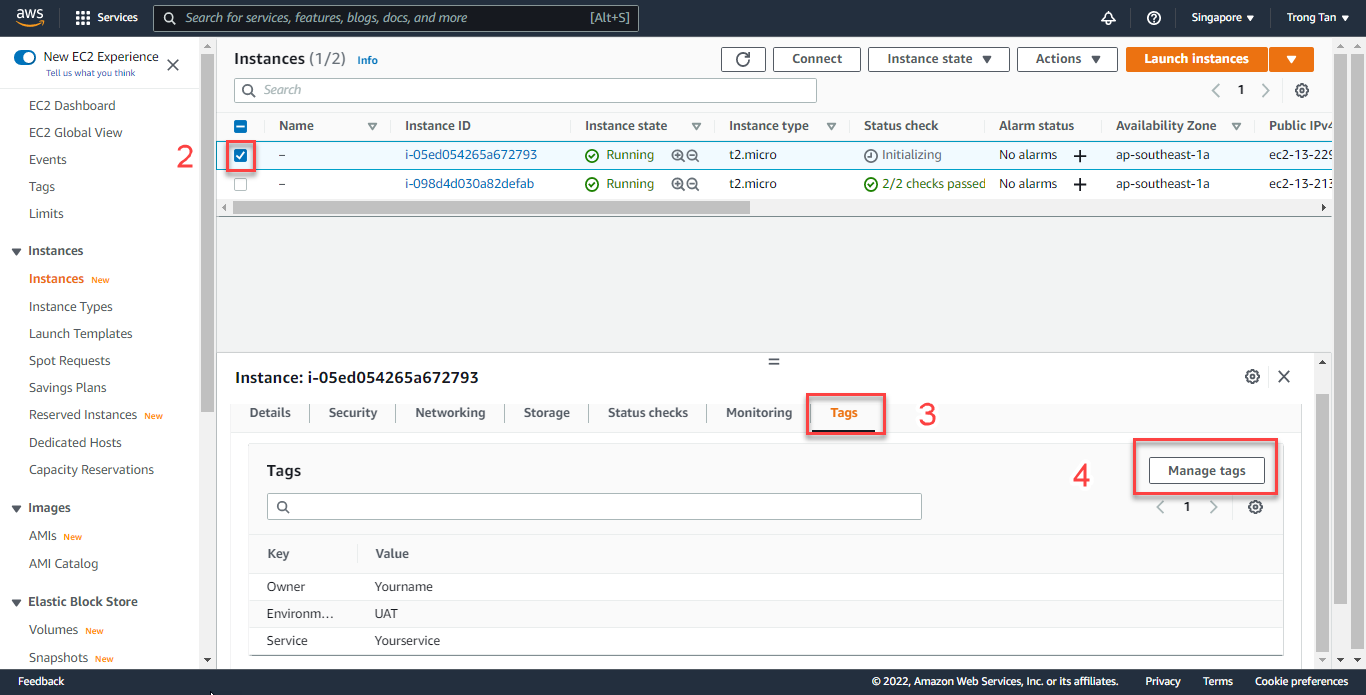 aws Services Search for services, features, blogs, docs, and more [Alt+S] Singapore ▼ Trong Tan ▼
New EC2 Experience
Tell us what you think
EC2 Dashboard
EC2 Global View
Events
Tags
Limits
Instances
Instances New
Instance Types
Launch Templates
Spot Requests
Savings Plans
Reserved Instances New
Dedicated Hosts
Capacity Reservations
Images
AMIs New
AMI Catalog
Elastic Block Store
Volumes New
Snapshots New
Instances (1/2) Info Connect Instance state ▼ Actions ▼ Launch instances ▼
Search 1
Name Instance ID Instance state Instance type Status check Alarm status Availability Zone Public IPv4
2 – i-05ed054265a672793 Running t2.micro Initializing No alarms + ap-southeast-1a ec2-13-229
– i-098d4d030a82defab Running t2.micro 2/2 checks passed No alarms + ap-southeast-1a ec2-13-213
Instance: i-05ed054265a672793
Details Security Networking Storage Status checks Monitoring Tags 3
Tags 4 Manage tags
1
Key Value
Owner Yourname
Environm… UAT
Service Yourservice
Feedback © 2022, Amazon Web Services, Inc. or its affiliates. Privacy Terms Cookie preferences